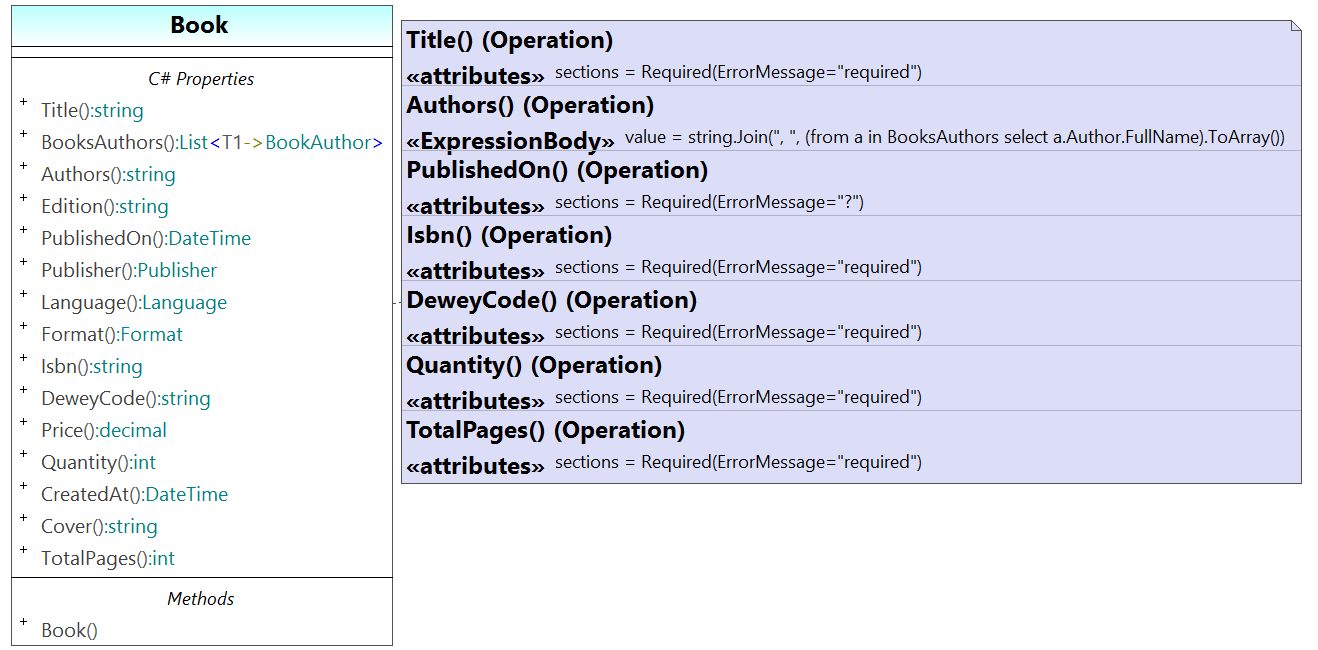 Book
C# Properties
+ Title():string
+ BooksAuthors():List<T1->BookAuthor>
+ Authors():string
+ Edition():string
+ PublishedOn():DateTime
+ Publisher():Publisher
+ Language():Language
+ Format():Format
+ Isbn():string
+ DeweyCode():string
+ Price():decimal
+ Quantity():int
+ CreatedAt():DateTime
+ Cover():string
+ TotalPages():int
Methods
+ Book()
Title() (Operation)
«attributes» sections = Required(ErrorMessage="required")
Authors() (Operation)
«ExpressionBody» value = string.Join(", ", (from a in BooksAuthors select a.Author.FullName).ToArray())
PublishedOn() (Operation)
«attributes» sections = Required(ErrorMessage="?")
Isbn() (Operation)
«attributes» sections = Required(ErrorMessage="required")
DeweyCode() (Operation)
«attributes» sections = Required(ErrorMessage="required")
Quantity() (Operation)
«attributes» sections = Required(ErrorMessage="required")
TotalPages() (Operation)
«attributes» sections = Required(ErrorMessage="required")